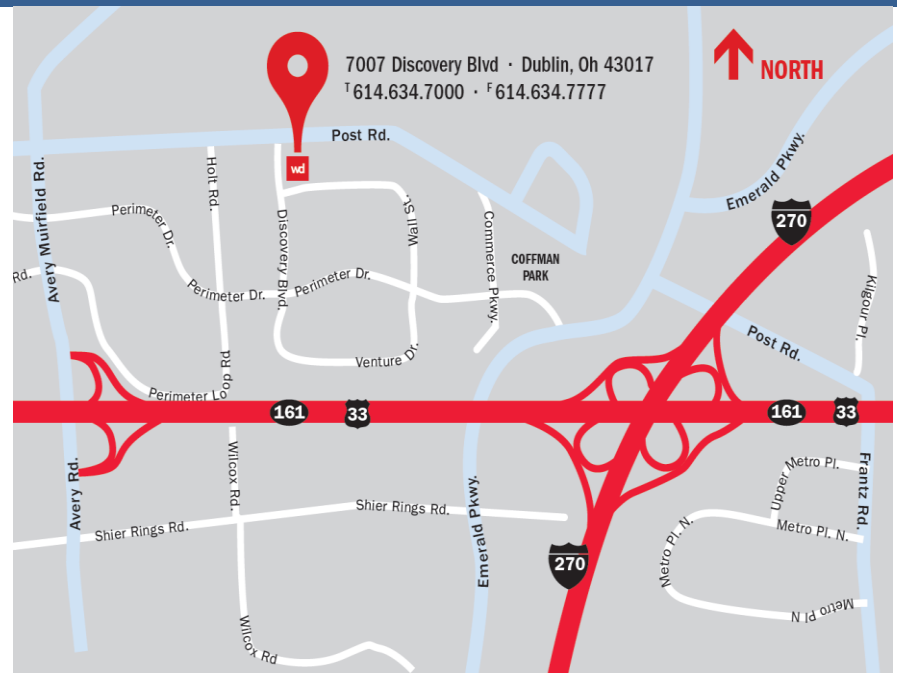 7007 Discovery Blvd · Dublin, Oh 43017
T 614.634.7000 · F 614.634.7777
NORTH
wd
Post Rd.
Avery Muirfield Rd.
Holt Rd.
Perimeter Dr.
Discovery Blvd.
Wall St.
Commerce Pkwy.
COFFMAN
PARK
Emerald Pkwy.
270
Rd.
Perimeter Dr.
Perimeter Dr.
Kilgour Pl.
Post Rd.
Venture Dr.
Perimeter Loop Rd
161
33
161
33
Avery Rd.
Wilcox Rd.
Shier Rings Rd.
Shier Rings Rd.
Emerald Pkwy.
270
Upper Metro Pl.
Frantz Rd.
Metro Pl. N.
Metro Pl. N.
Metro Pl N
Wilcox Rd